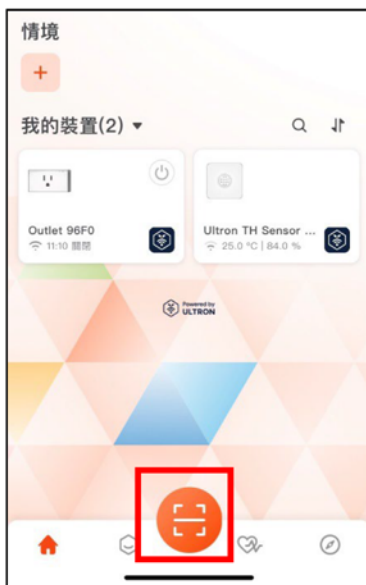 情境
+
我的裝置(2)
Outlet 96F0
11:10 關閉
Ultron TH Sensor ...
25.0 °C | 84.0 %
Powered by
ULTRON